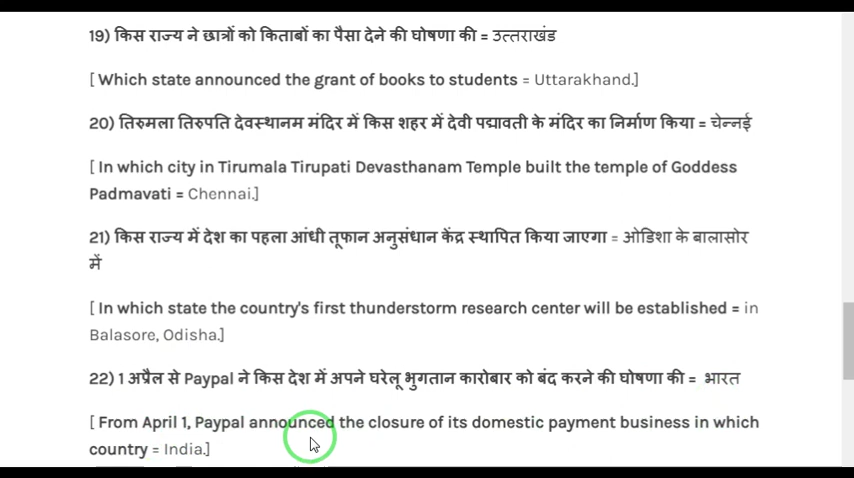 19) किस राज्य ने छात्रों को किताबों का पैसा देने की घोषणा की = उत्तराखंड
[ Which state announced the grant of books to students = Uttarakhand.]
20) तिरुमला तिरुपति देवस्थानम मंदिर में किस शहर में देवी पद्मावती के मंदिर का निर्माण किया = चेन्नई
[ In which city in Tirumala Tirupati Devasthanam Temple built the temple of Goddess
Padmavati = Chennai.]
21) किस राज्य में देश का पहला आंधी तूफान अनुसंधान केंद्र स्थापित किया जाएगा = ओडिशा के बालासोर
में
[ In which state the country's first thunderstorm research center will be established = in
Balasore, Odisha.]
22) 1 अप्रैल से Paypal ने किस देश में अपने घरेलू भुगतान कारोबार को बंद करने की घोषणा की = भारत
[ From April 1, Paypal announced the closure of its domestic payment business in which
country = India.]